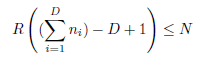 R\left((\sum_{i=1}^{D} n_i) - D + 1\right) \leq N